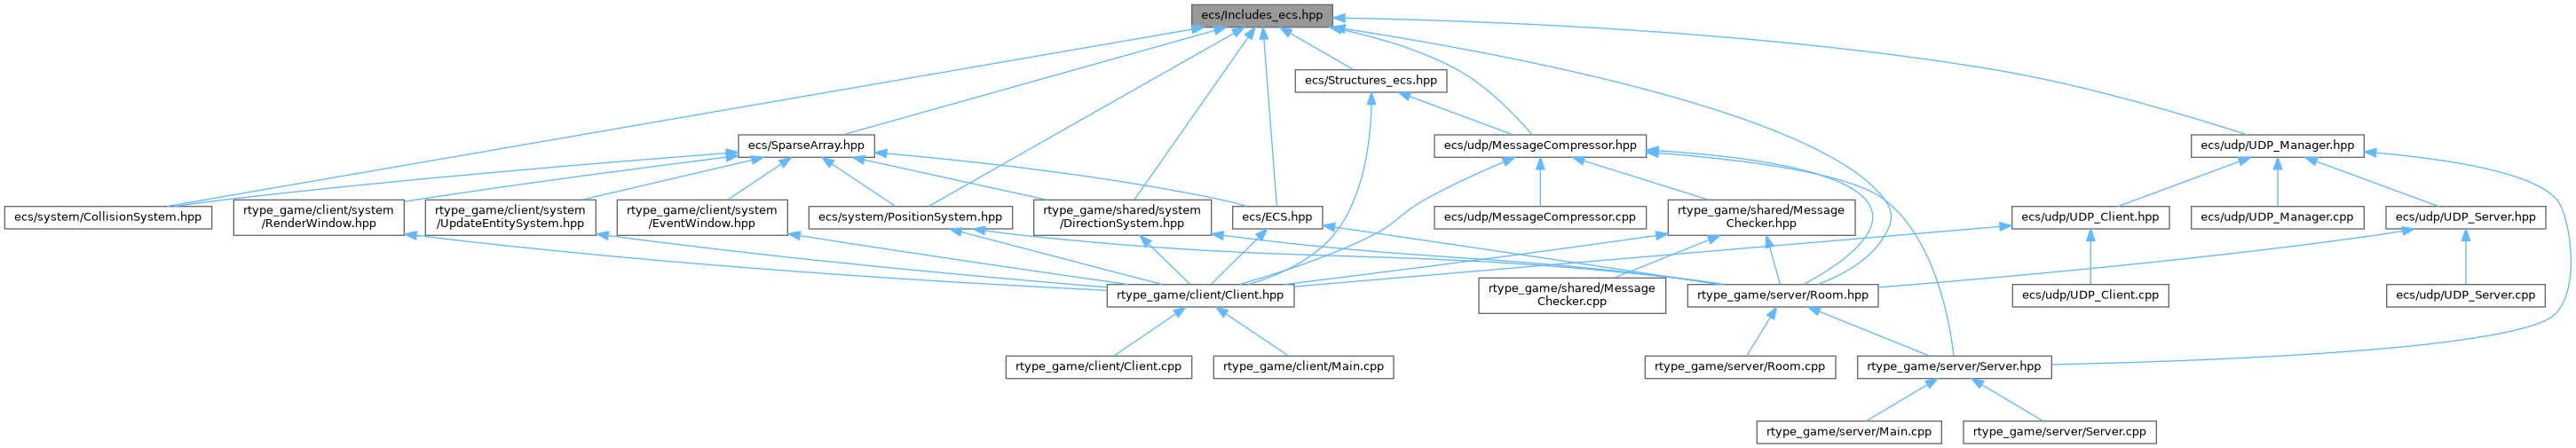 ecs/Includes_ecs.hpp
ecs/Structures_ecs.hpp
ecs/SparseArray.hpp
ecs/udp/MessageCompressor.hpp
ecs/udp/UDP_Manager.hpp
ecs/system/CollisionSystem.hpp
rtype_game/client/system
/RenderWindow.hpp
rtype_game/client/system
/UpdateEntitySystem.hpp
rtype_game/client/system
/EventWindow.hpp
ecs/system/PositionSystem.hpp
rtype_game/shared/system
/DirectionSystem.hpp
ecs/ECS.hpp
ecs/udp/MessageCompressor.cpp
rtype_game/shared/Message
Checker.hpp
ecs/udp/UDP_Client.hpp
ecs/udp/UDP_Manager.cpp
ecs/udp/UDP_Server.hpp
rtype_game/client/Client.hpp
rtype_game/shared/Message
Checker.cpp
rtype_game/server/Room.hpp
ecs/udp/UDP_Client.cpp
ecs/udp/UDP_Server.cpp
rtype_game/client/Client.cpp
rtype_game/client/Main.cpp
rtype_game/server/Room.cpp
rtype_game/server/Server.hpp
rtype_game/server/Main.cpp
rtype_game/server/Server.cpp